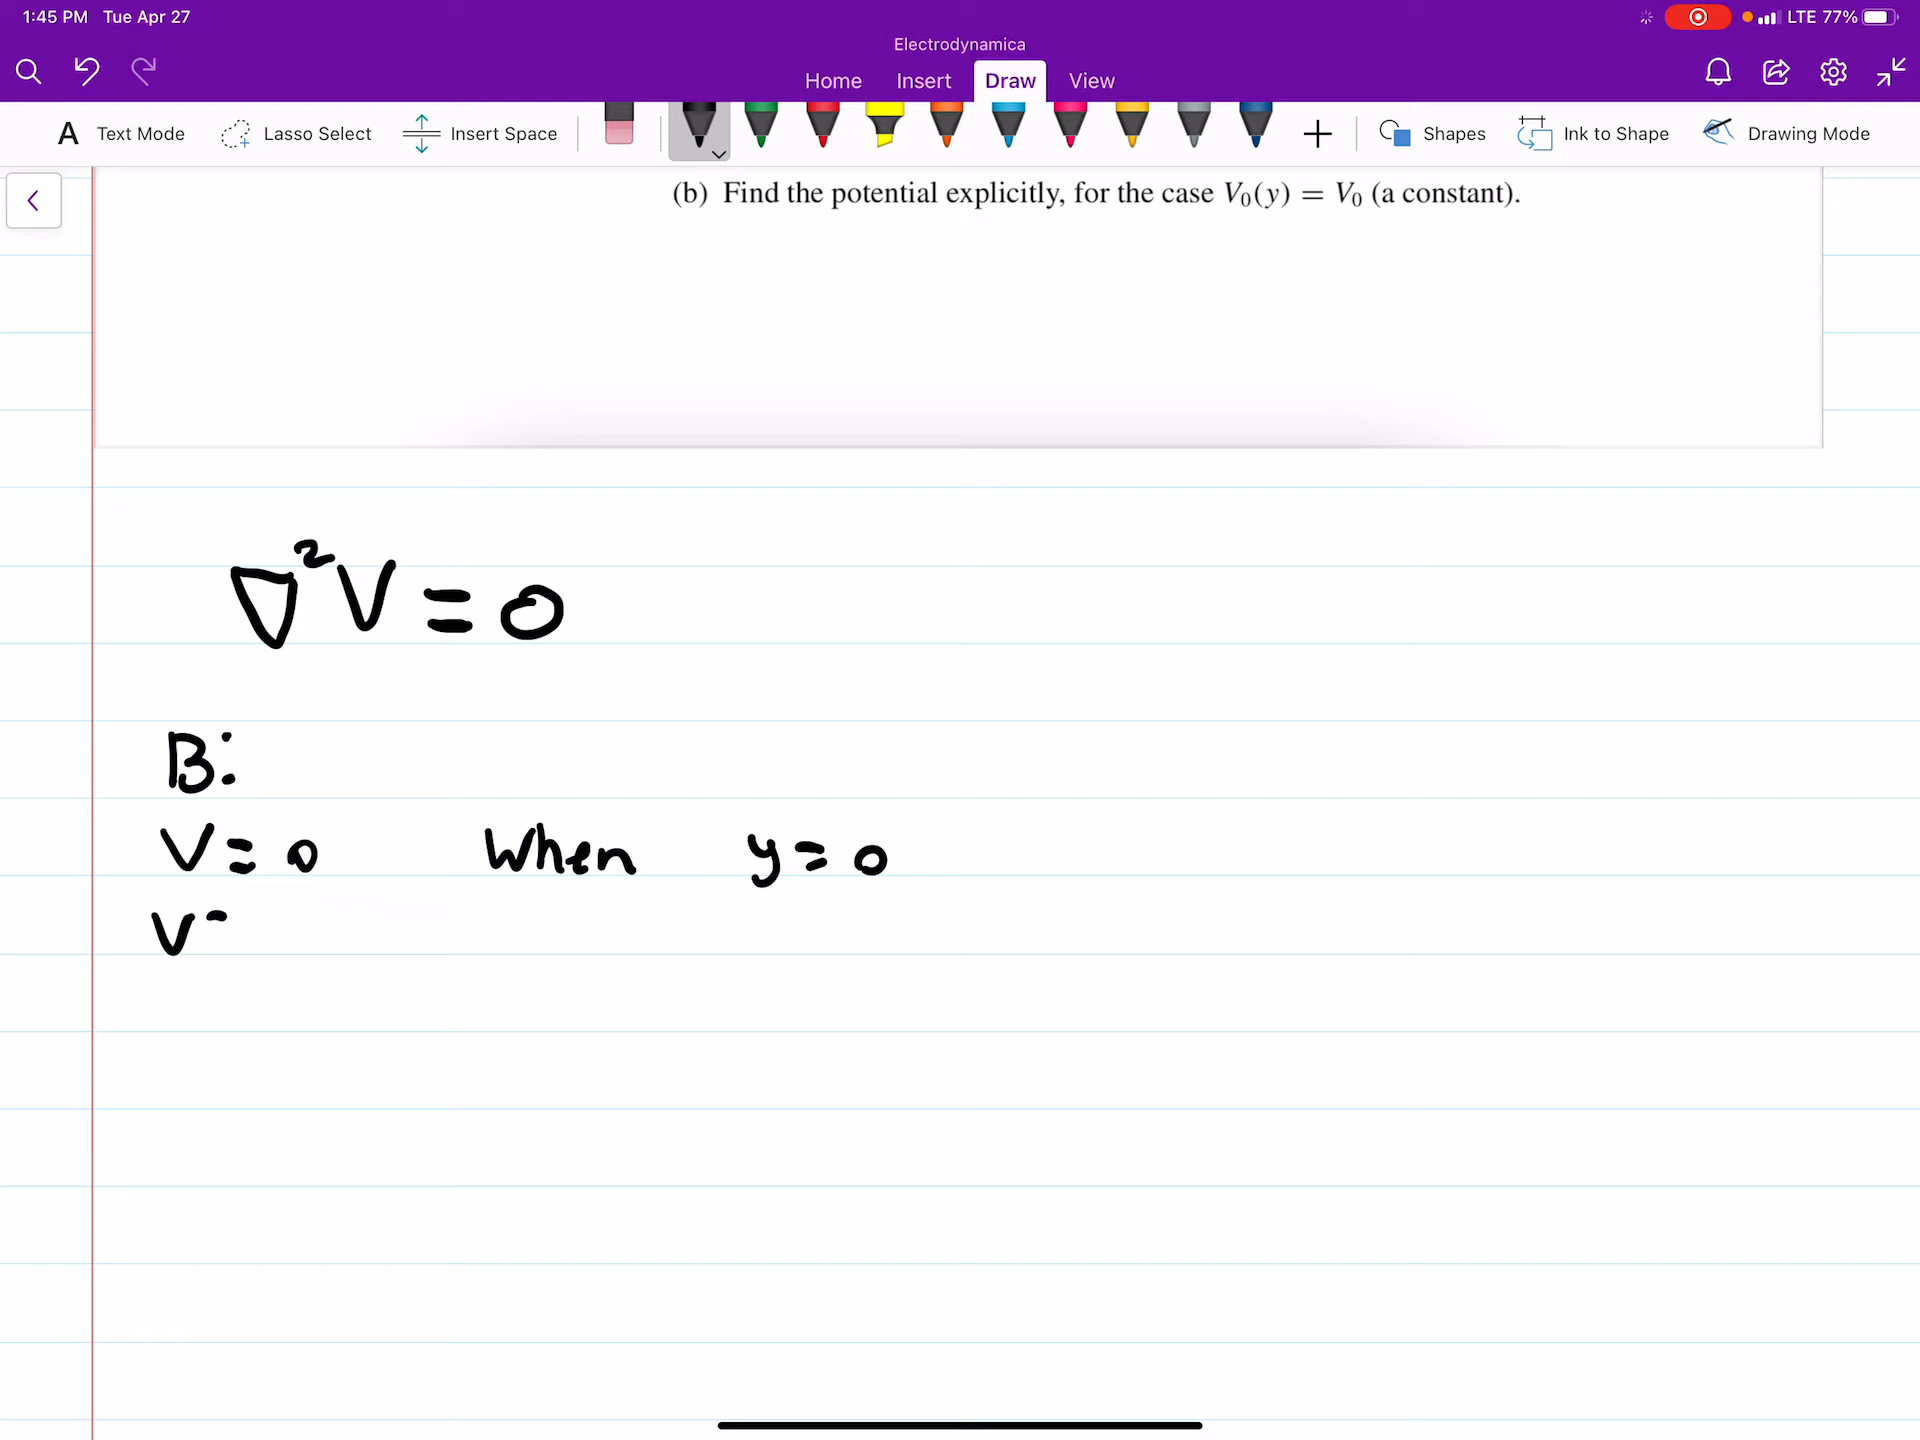 1:45 PM Tue Apr 27
LTE 77%
Electrodynamica
Home Insert Draw View
A Text Mode Lasso Select Insert Space Shapes Ink to Shape Drawing Mode
(b) Find the potential explicitly, for the case V₀(y) = V₀ (a constant).
∇²V = 0
B:
V = 0 When y = 0
V -